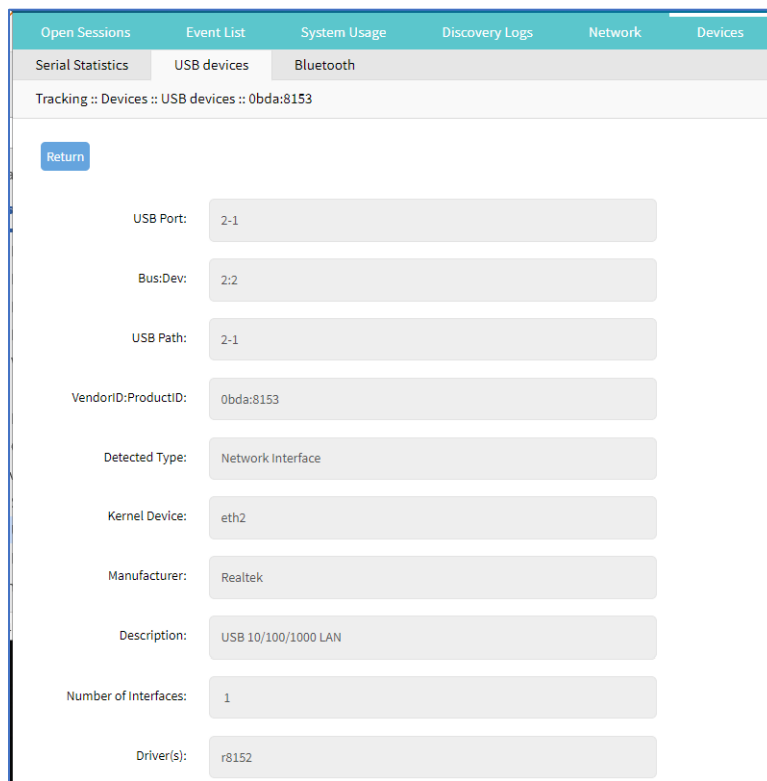 Open Sessions Event List System Usage Discovery Logs Network Devices
Serial Statistics USB devices Bluetooth
Tracking :: Devices :: USB devices :: 0bda:8153
Return
USB Port: 2-1
Bus:Dev: 2:2
USB Path: 2-1
VendorID:ProductID: 0bda:8153
Detected Type: Network Interface
Kernel Device: eth2
Manufacturer: Realtek
Description: USB 10/100/1000 LAN
Number of Interfaces: 1
Driver(s): r8152